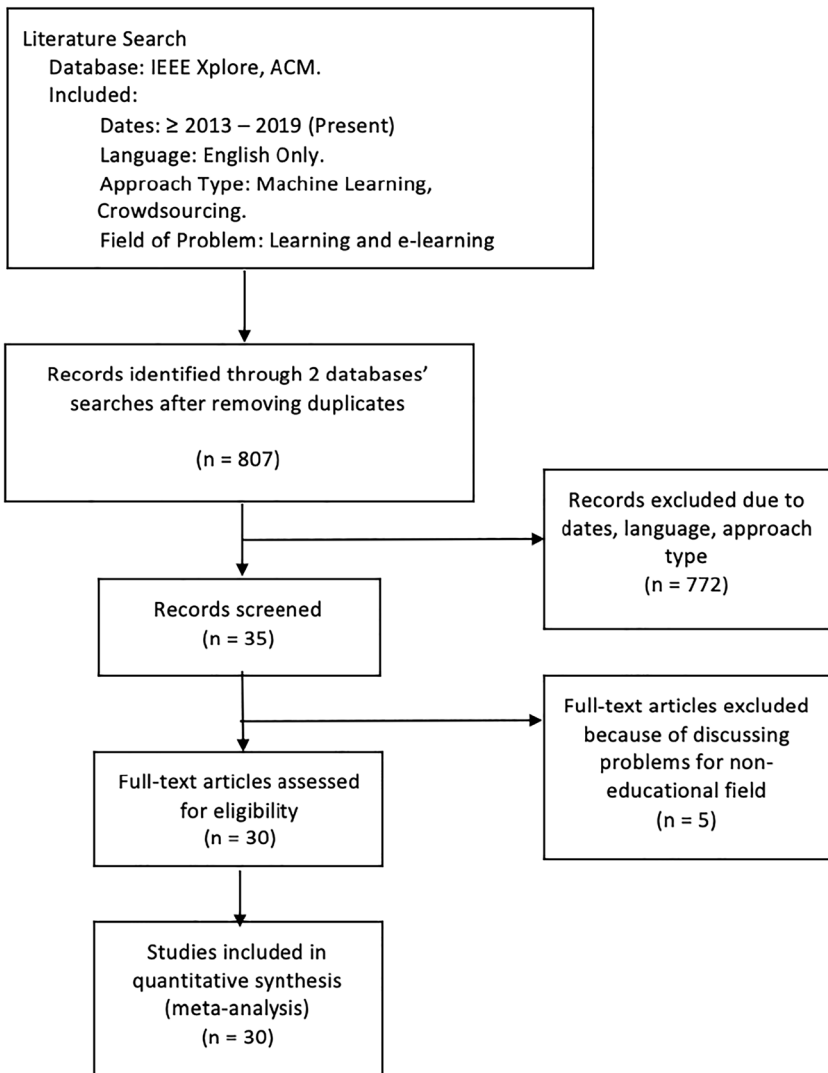 Literature Search
Database: IEEE Xplore, ACM.
Included:
Dates: ≥ 2013 – 2019 (Present)
Language: English Only.
Approach Type: Machine Learning,
Crowdsourcing.
Field of Problem: Learning and e-learning
Records identified through 2 databases’
searches after removing duplicates
(n = 807)
Records excluded due to
dates, language, approach
type
(n = 772)
Records screened
(n = 35)
Full-text articles excluded
because of discussing
problems for non-
educational field
(n = 5)
Full-text articles assessed
for eligibility
(n = 30)
Studies included in
quantitative synthesis
(meta-analysis)
(n = 30)